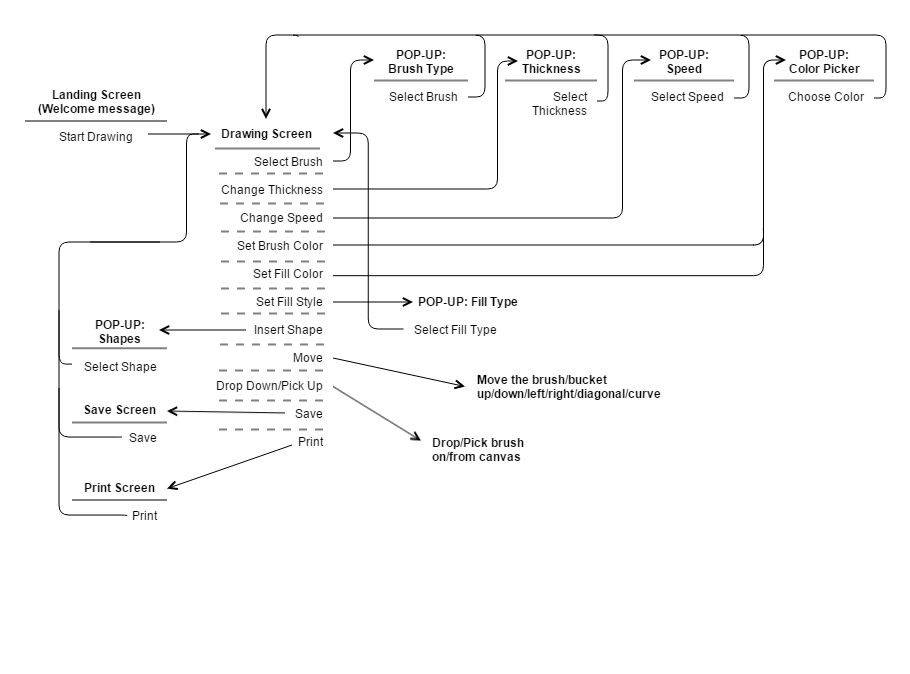 POP-UP:
Brush Type
Select Brush
POP-UP:
Thickness
Select
Thickness
POP-UP:
Speed
Select Speed
POP-UP:
Color Picker
Choose Color
Landing Screen
(Welcome message)
Start Drawing
Drawing Screen
Select Brush
Change Thickness
Change Speed
Set Brush Color
Set Fill Color
Set Fill Style
Insert Shape
Move
Drop Down/Pick Up
Save
Print
POP-UP: Fill Type
Select Fill Type
POP-UP:
Shapes
Select Shape
Move the brush/bucket
up/down/left/right/diagonal/curve
Save Screen
Save
Drop/Pick brush
on/from canvas
Print Screen
Print